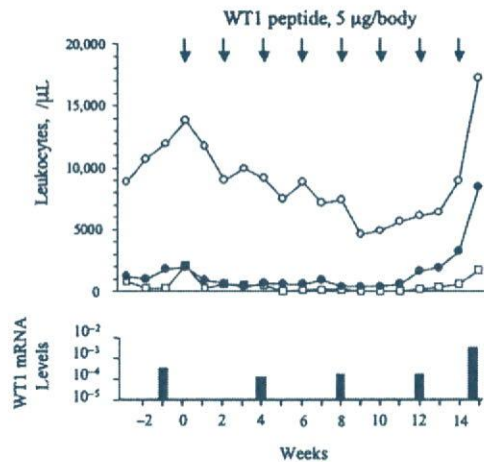 WT1 peptide, 5 µg/body
Leukocytes, /µL
20,000
15,000
10,000
5000
0
WT1 mRNA
Levels
10-2
10-3
10-4
10-5
-2 0 2 4 6 8 10 12 14
Weeks